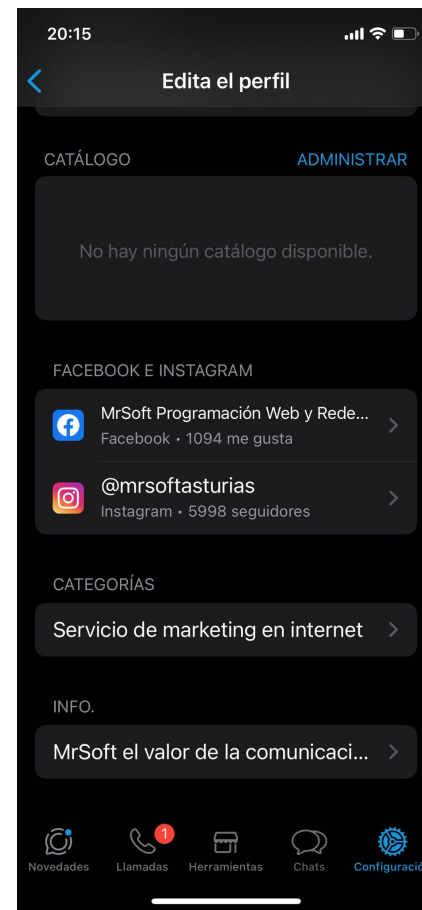 20:15
Edita el perfil
CATÁLOGO ADMINISTRAR
No hay ningún catálogo disponible.
FACEBOOK E INSTAGRAM
MrSoft Programación Web y Rede...
Facebook • 1094 me gusta
@mrsoftasturias
Instagram • 5998 seguidores
CATEGORÍAS
Servicio de marketing en internet
INFO.
MrSoft el valor de la comunicaci...
1
Novedades Llamadas Herramientas Chats Configuració